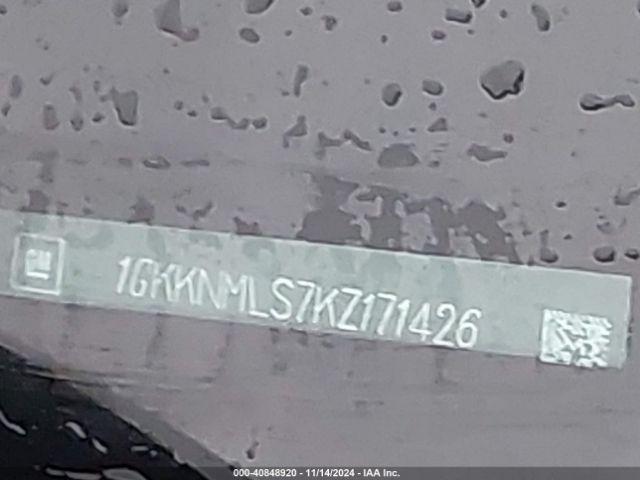 GM
1GKKNMLS7KZ171426
000-40848920 - 11/14/2024 - IAA Inc.